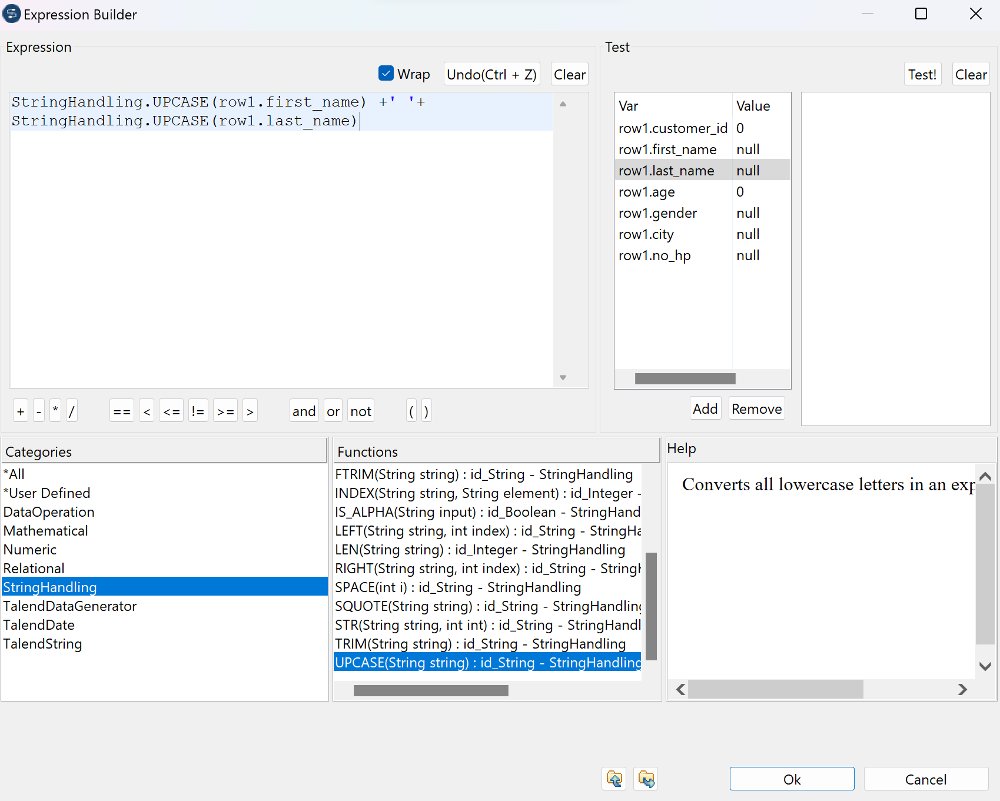 Expression Builder
Expression
Wrap
Undo(Ctrl + Z)
Clear
StringHandling.UPCASE(row1.first_name) +' '+
StringHandling.UPCASE(row1.last_name)
+ - * /
== < <= != >= >
and or not
( )
Test
Test!
Clear
Var Value
row1.customer_id 0
row1.first_name null
row1.last_name null
row1.age 0
row1.gender null
row1.city null
row1.no_hp null
Add
Remove
Categories
*All
*User Defined
DataOperation
Mathematical
Numeric
Relational
StringHandling
TalendDataGenerator
TalendDate
TalendString
Functions
FTRIM(String string) : id_String - StringHandling
INDEX(String string, String element) : id_Integer -
IS_ALPHA(String input) : id_Boolean - StringHand
LEFT(String string, int index) : id_String - StringHa
LEN(String string) : id_Integer - StringHandling
RIGHT(String string, int index) : id_String - StringH
SPACE(int i) : id_String - StringHandling
SQUOTE(String string) : id_String - StringHandling
STR(String string, int int) : id_String - StringHandl
TRIM(String string) : id_String - StringHandling
UPCASE(String string) : id_String - StringHandling
Help
Converts all lowercase letters in an exp
Ok
Cancel